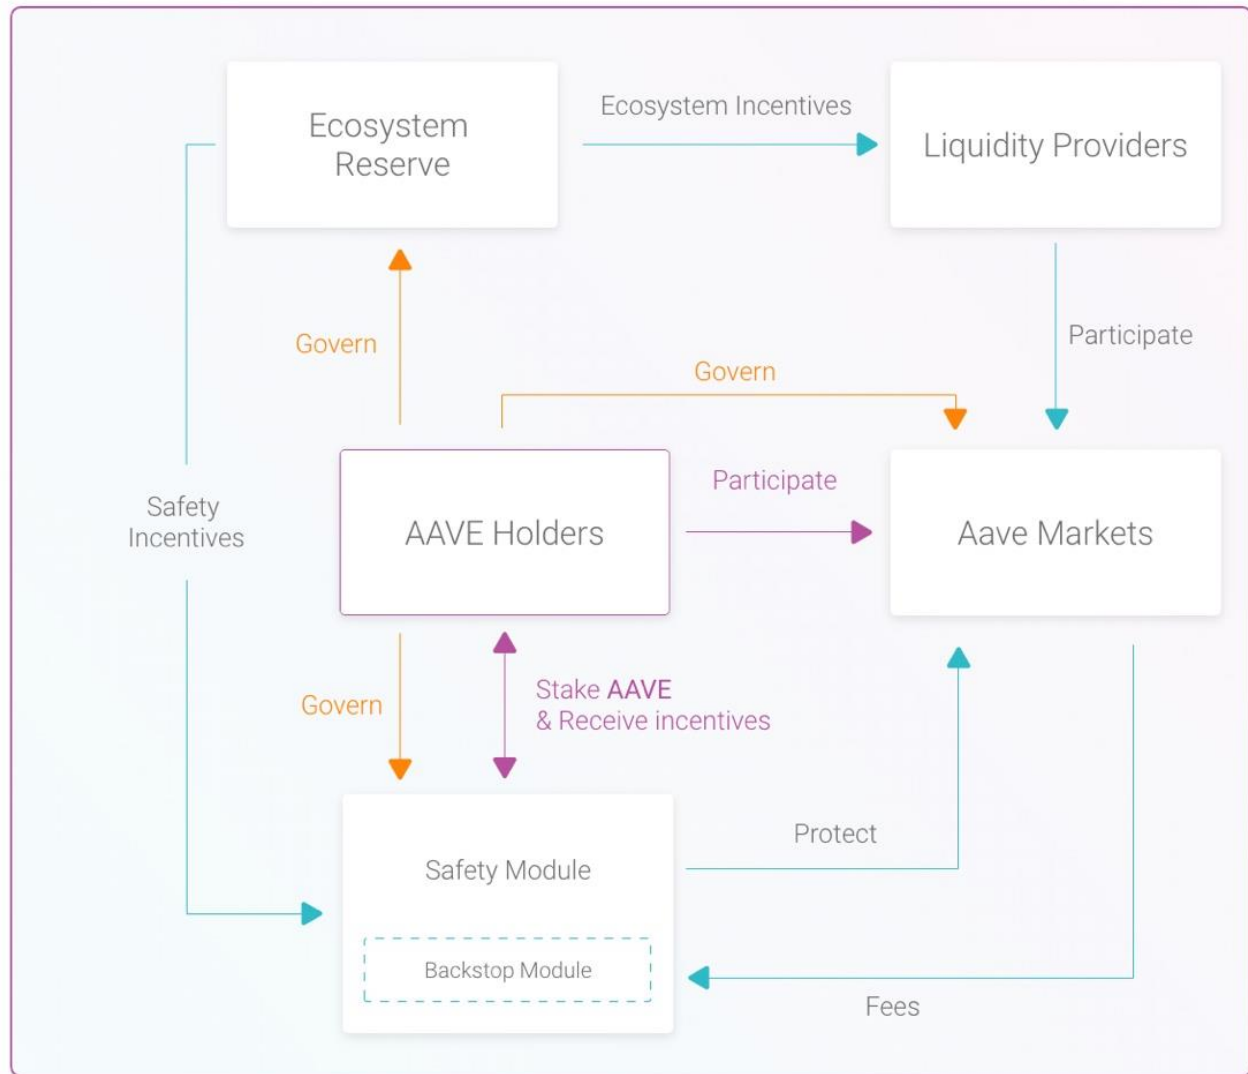 Ecosystem
Reserve
Ecosystem Incentives
Liquidity Providers
Govern
Govern
Participate
Safety
Incentives
AAVE Holders
Participate
Aave Markets
Govern
Stake AAVE
& Receive incentives
Safety Module
Backstop Module
Protect
Fees